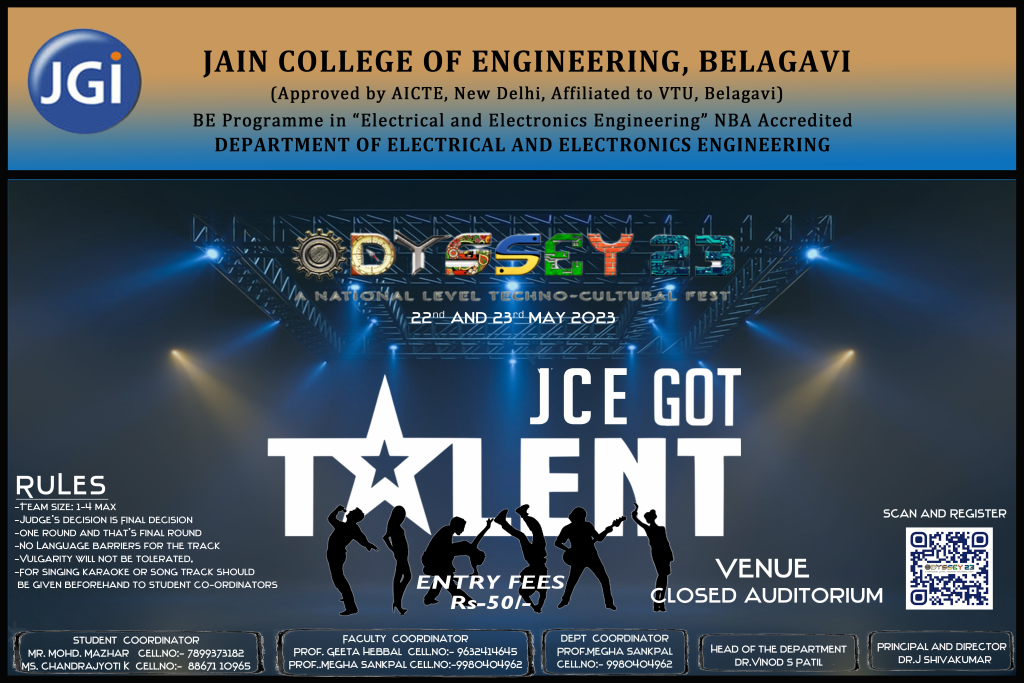 JGi
JAIN COLLEGE OF ENGINEERING, BELAGAVI
(Approved by AICTE, New Delhi, Affiliated to VTU, Belagavi)
BE Programme in “Electrical and Electronics Engineering” NBA Accredited
DEPARTMENT OF ELECTRICAL AND ELECTRONICS ENGINEERING
ODYSSEY 23
A NATIONAL LEVEL TECHNO-CULTURAL FEST
22nd AND 23rd MAY 2023
JCE GOT
TALENT
RULES
-TEAM SIZE: 1-4 MAX
-JUDGE'S DECISION IS FINAL DECISION
-ONE ROUND AND THAT'S FINAL ROUND
-NO LANGUAGE BARRIERS FOR THE TRACK
-VULGARITY WILL NOT BE TOLERATED,
-FOR SINGING KARAOKE OR SONG TRACK SHOULD
BE GIVEN BEFOREHAND TO STUDENT CO-ORDINATORS
ENTRY FEES
Rs-50/-
VENUE
CLOSED AUDITORIUM
SCAN AND REGISTER
ODYSSEY 23
STUDENT COORDINATOR
MR. MOHD. MAZHAR CELLNO:- 7899373182
MS. CHANDRAJYOTI K CELLNO:- 88671 10965
FACULTY COORDINATOR
PROF. GEETA HEBBAL CELLNO:- 9632414645
PROF.MEGHA SANKPAL CELLNO:-9980404962
DEPT COORDINATOR
PROF.MEGHA SANKPAL
CELLNO:- 9980404962
HEAD OF THE DEPARTMENT
DR.VINOD S PATIL
PRINCIPAL AND DIRECTOR
DR.J SHIVAKUMAR